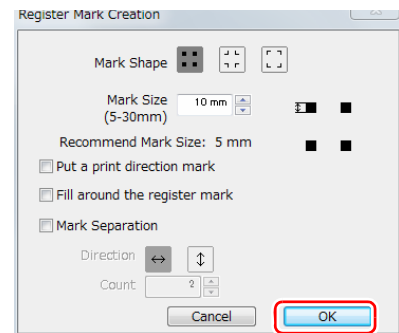 Register Mark Creation
Mark Shape
Mark Size 10 mm
(5-30mm)
Recommend Mark Size: 5 mm
Put a print direction mark
Fill around the register mark
Mark Separation
Direction
Count 2
Cancel OK